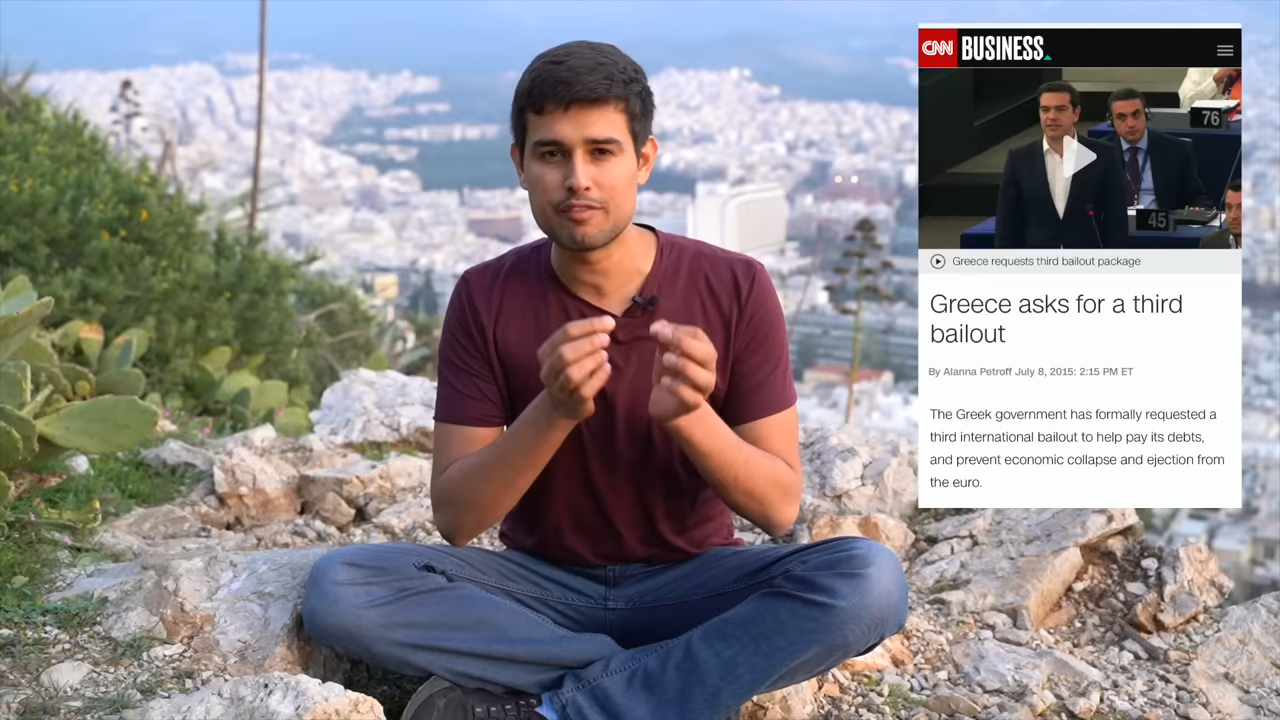 CNN BUSINESS
76
45
Greece requests third bailout package
Greece asks for a third
bailout
By Alanna Petroff July 8, 2015: 2:15 PM ET
The Greek government has formally requested a
third international bailout to help pay its debts,
and prevent economic collapse and ejection from
the euro.